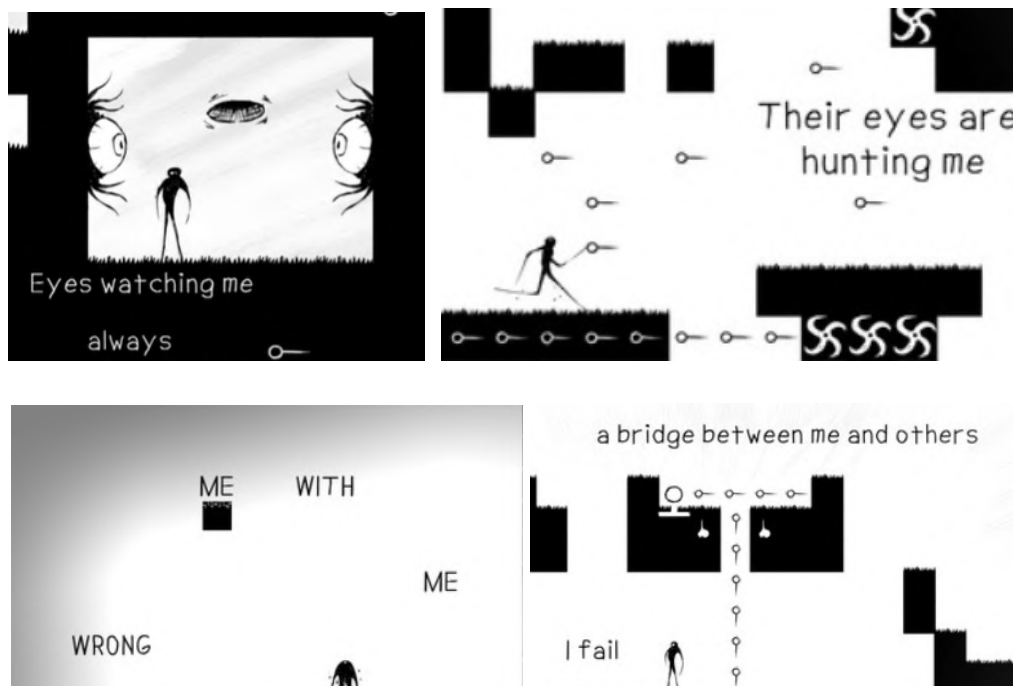 Eyes watching me
always
Their eyes are
hunting me
ME WITH
ME
WRONG
a bridge between me and others
I fail